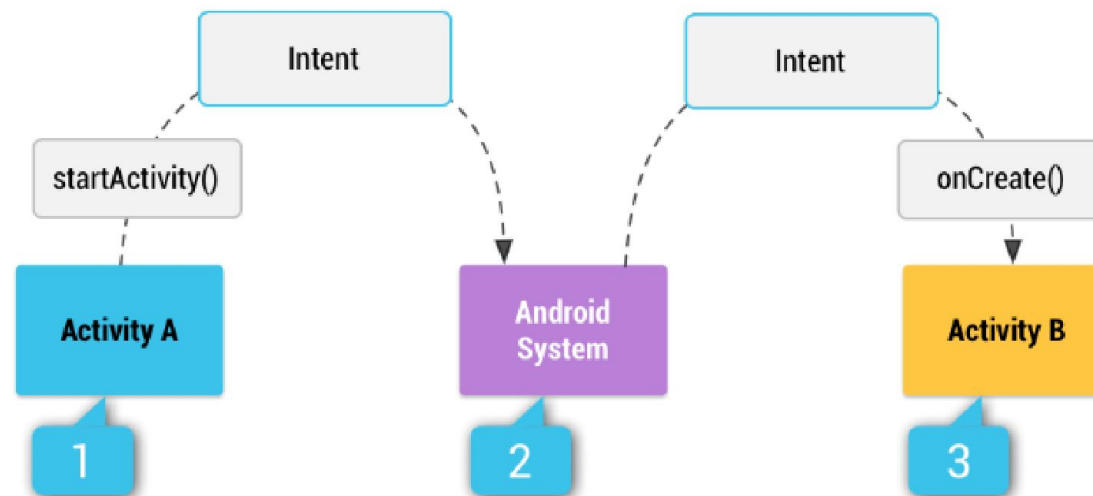 Intent
Intent
startActivity()
onCreate()
Activity A
Android
System
Activity B
1
2
3